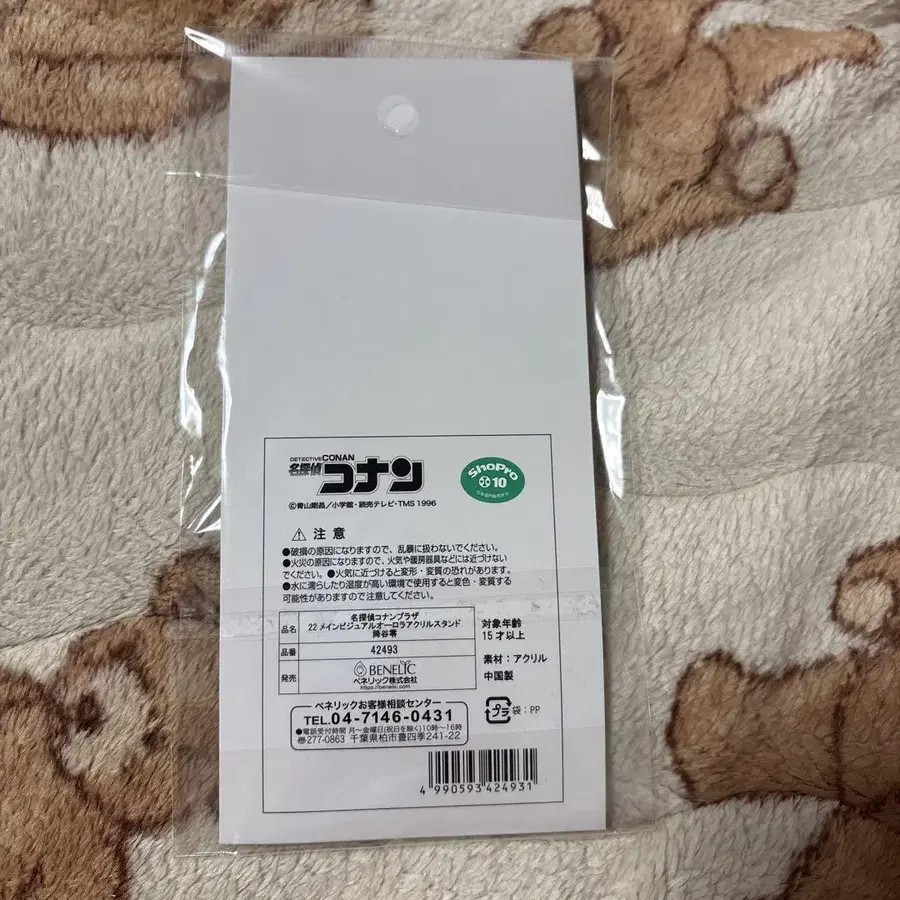 DETECTIVE CONAN
名探偵コナン
ShoPro
10
日本国内販売許可
©青山剛昌/小学館・読売テレビ・TMS 1996
⚠ 注意
●破損の原因になりますので、乱暴に扱わないでください。
●火災の原因になりますので、火気や暖房器具などには近づけない
でください。●火気に近づけると変形・変質の恐れがあります。
●水に濡らしたり湿度が高い環境で使用すると変色・変質する
可能性がありますので注意してください。
品名 名探偵コナンプラザ
22 メインビジュアルオーロラアクリルスタンド
降谷零
品番 42493
発売 BENELIC
ベネリック株式会社
https://benelic.com
対象年齢
15才以上
素材:アクリル
中国製
プラ 袋:PP
ベネリックお客様相談センター
TEL.04-7146-0431
●電話受付時間 月〜金曜日(祝日を除く)10時〜16時
〠277-0863 千葉県柏市豊四季241-22
4 990593 424931